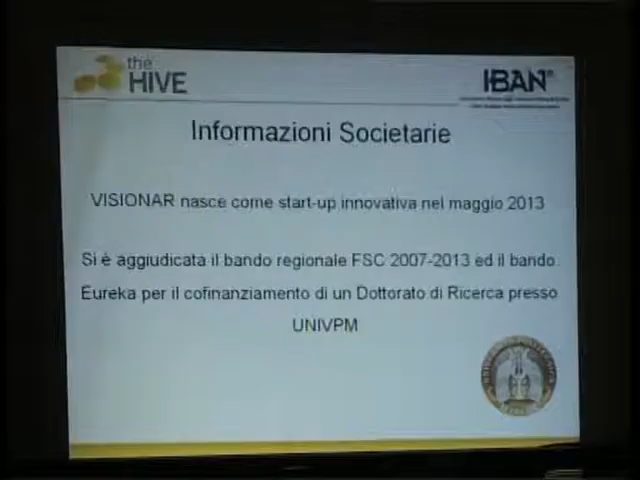 the
HIVE
IBAN
Informazioni Societarie
VISIONAR nasce come start-up innovativa nel maggio 2013
Si è aggiudicata il bando regionale FSC 2007-2013 ed il bando
Eureka per il cofinanziamento di un Dottorato di Ricerca presso
UNIVPM